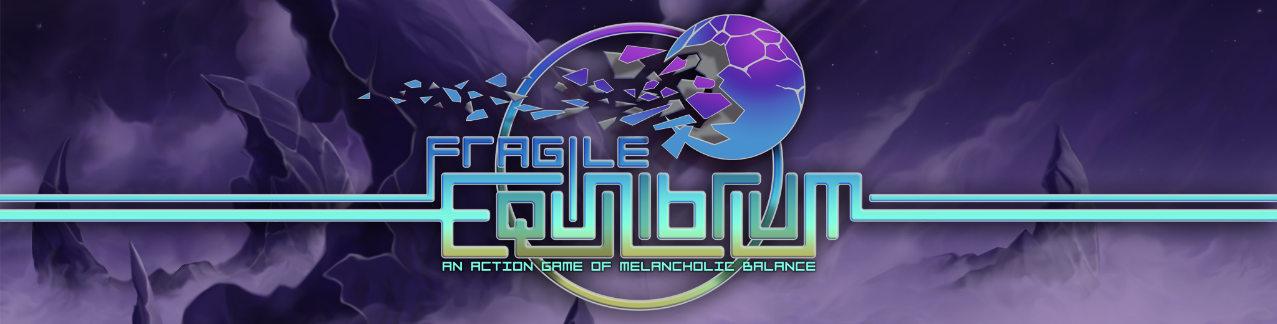 FRAGILE
EQUILIBRIUM
AN ACTION GAME OF MELANCHOLIC BALANCE